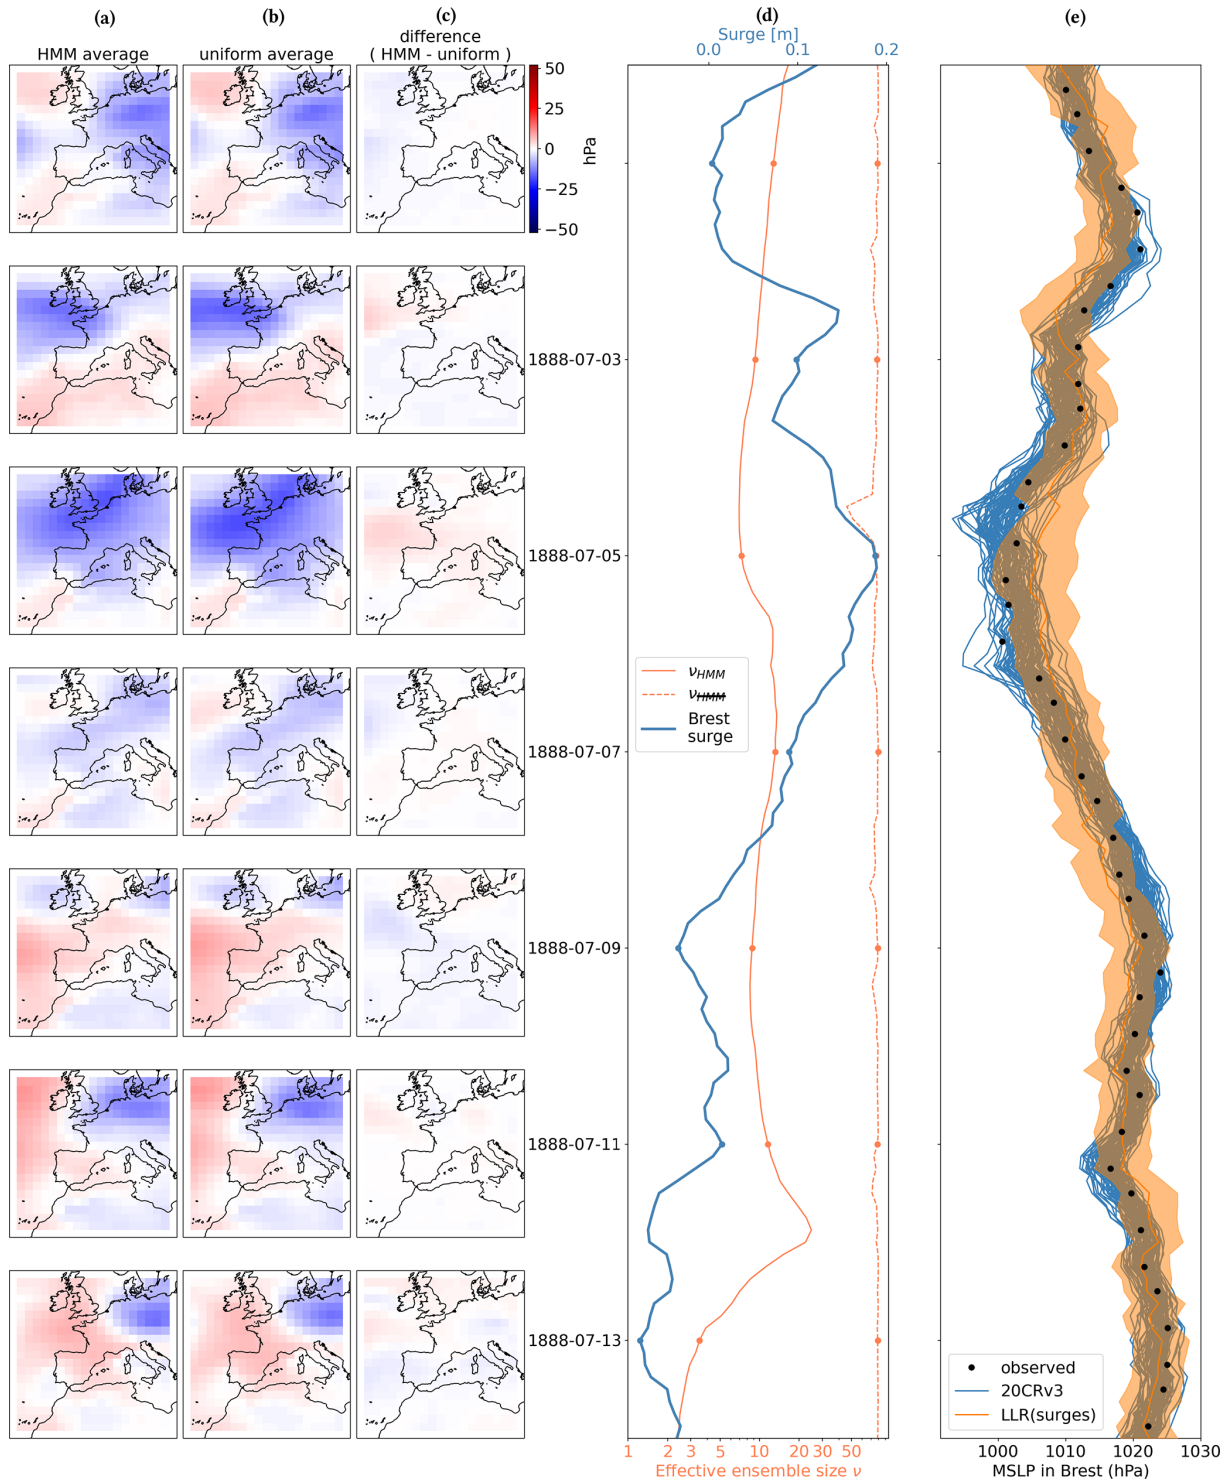 (a)
(b)
(c)
(d)
(e)
HMM average
uniform average
difference
( HMM - uniform )
Surge [m]
0.0
0.1
0.2
50
25
0
−25
−50
hPa
1888-07-03
1888-07-05
1888-07-07
1888-07-09
1888-07-11
1888-07-13
νHMM
νHMM
Brest
surge
observed
20CRv3
LLR(surges)
1
2
3
5
10
20
30
50
Effective ensemble size ν
1000
1010
1020
1030
MSLP in Brest (hPa)